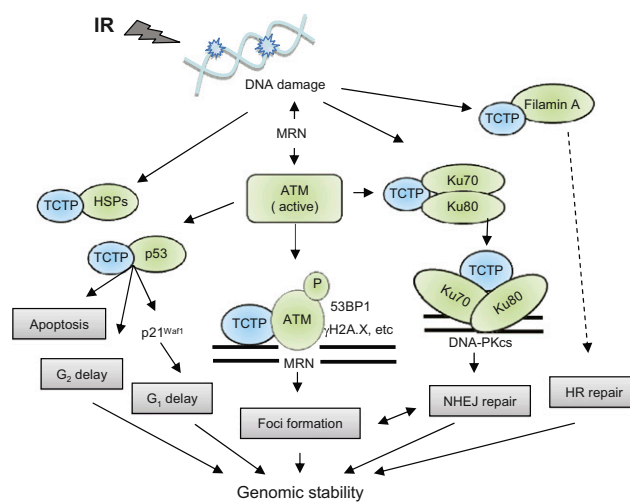 IR
DNA damage
MRN
TCTP
Filamin A
TCTP
HSPs
ATM
( active)
TCTP
Ku70
Ku80
TCTP
p53
P
TCTP
ATM
53BP1
γH2A.X, etc
MRN
TCTP
Ku70
Ku80
DNA-PKcs
Apoptosis
p21Waf1
G2 delay
G1 delay
Foci formation
NHEJ repair
HR repair
Genomic stability